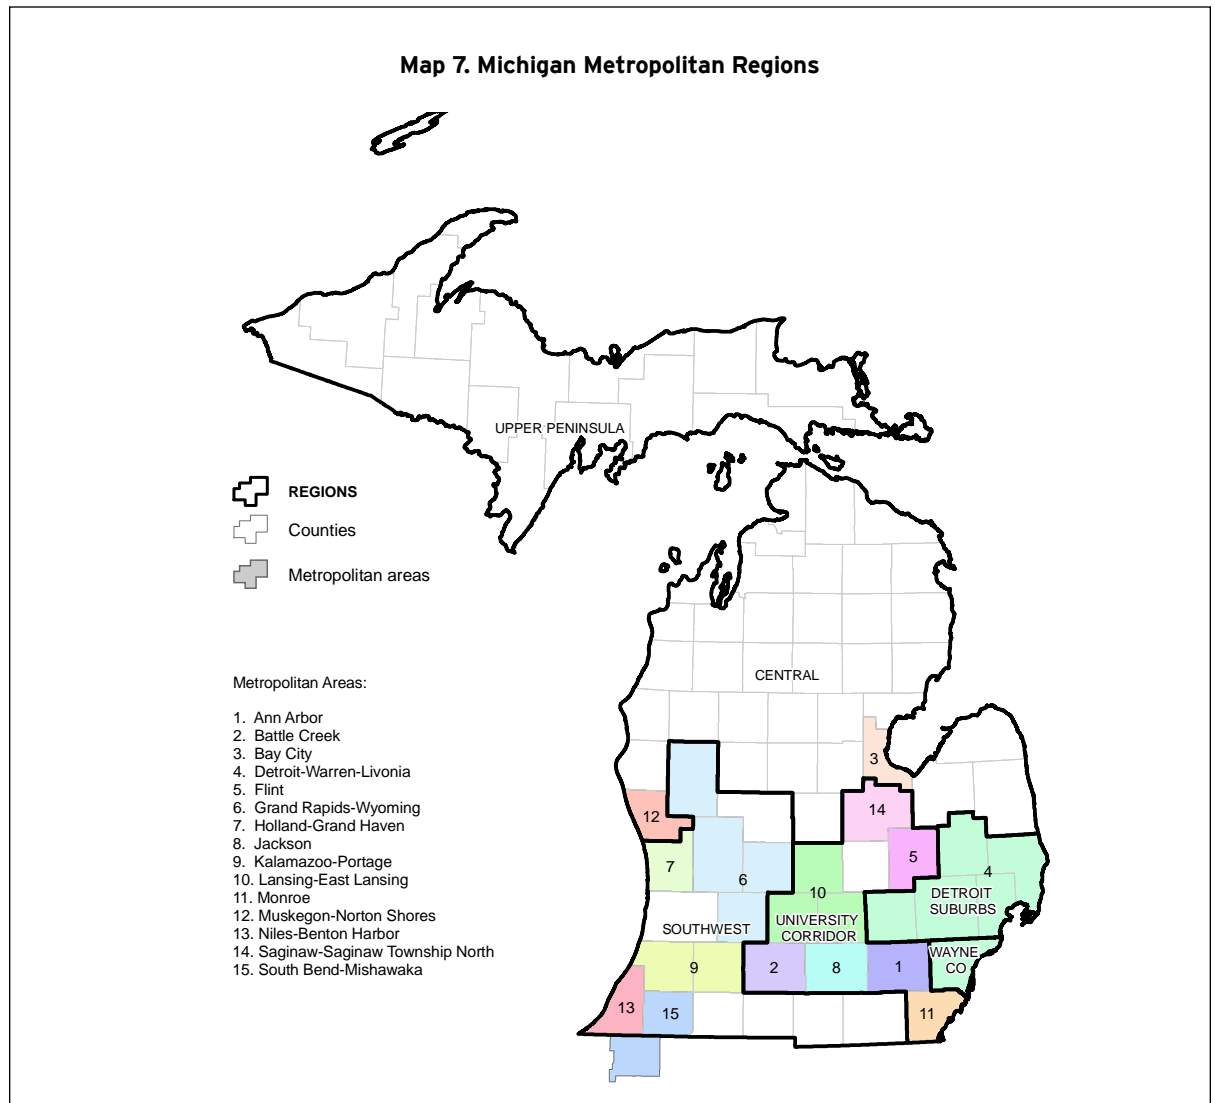 Map 7. Michigan Metropolitan Regions
UPPER PENINSULA
REGIONS
Counties
Metropolitan areas
CENTRAL
Metropolitan Areas:
1. Ann Arbor
2. Battle Creek
3. Bay City
4. Detroit-Warren-Livonia
5. Flint
6. Grand Rapids-Wyoming
7. Holland-Grand Haven
8. Jackson
9. Kalamazoo-Portage
10. Lansing-East Lansing
11. Monroe
12. Muskegon-Norton Shores
13. Niles-Benton Harbor
14. Saginaw-Saginaw Township North
15. South Bend-Mishawaka
3
12
14
7
5
6
4
10
DETROIT
SUBURBS
SOUTHWEST
UNIVERSITY
CORRIDOR
WAYNE
CO
9
2
8
1
13
15
11